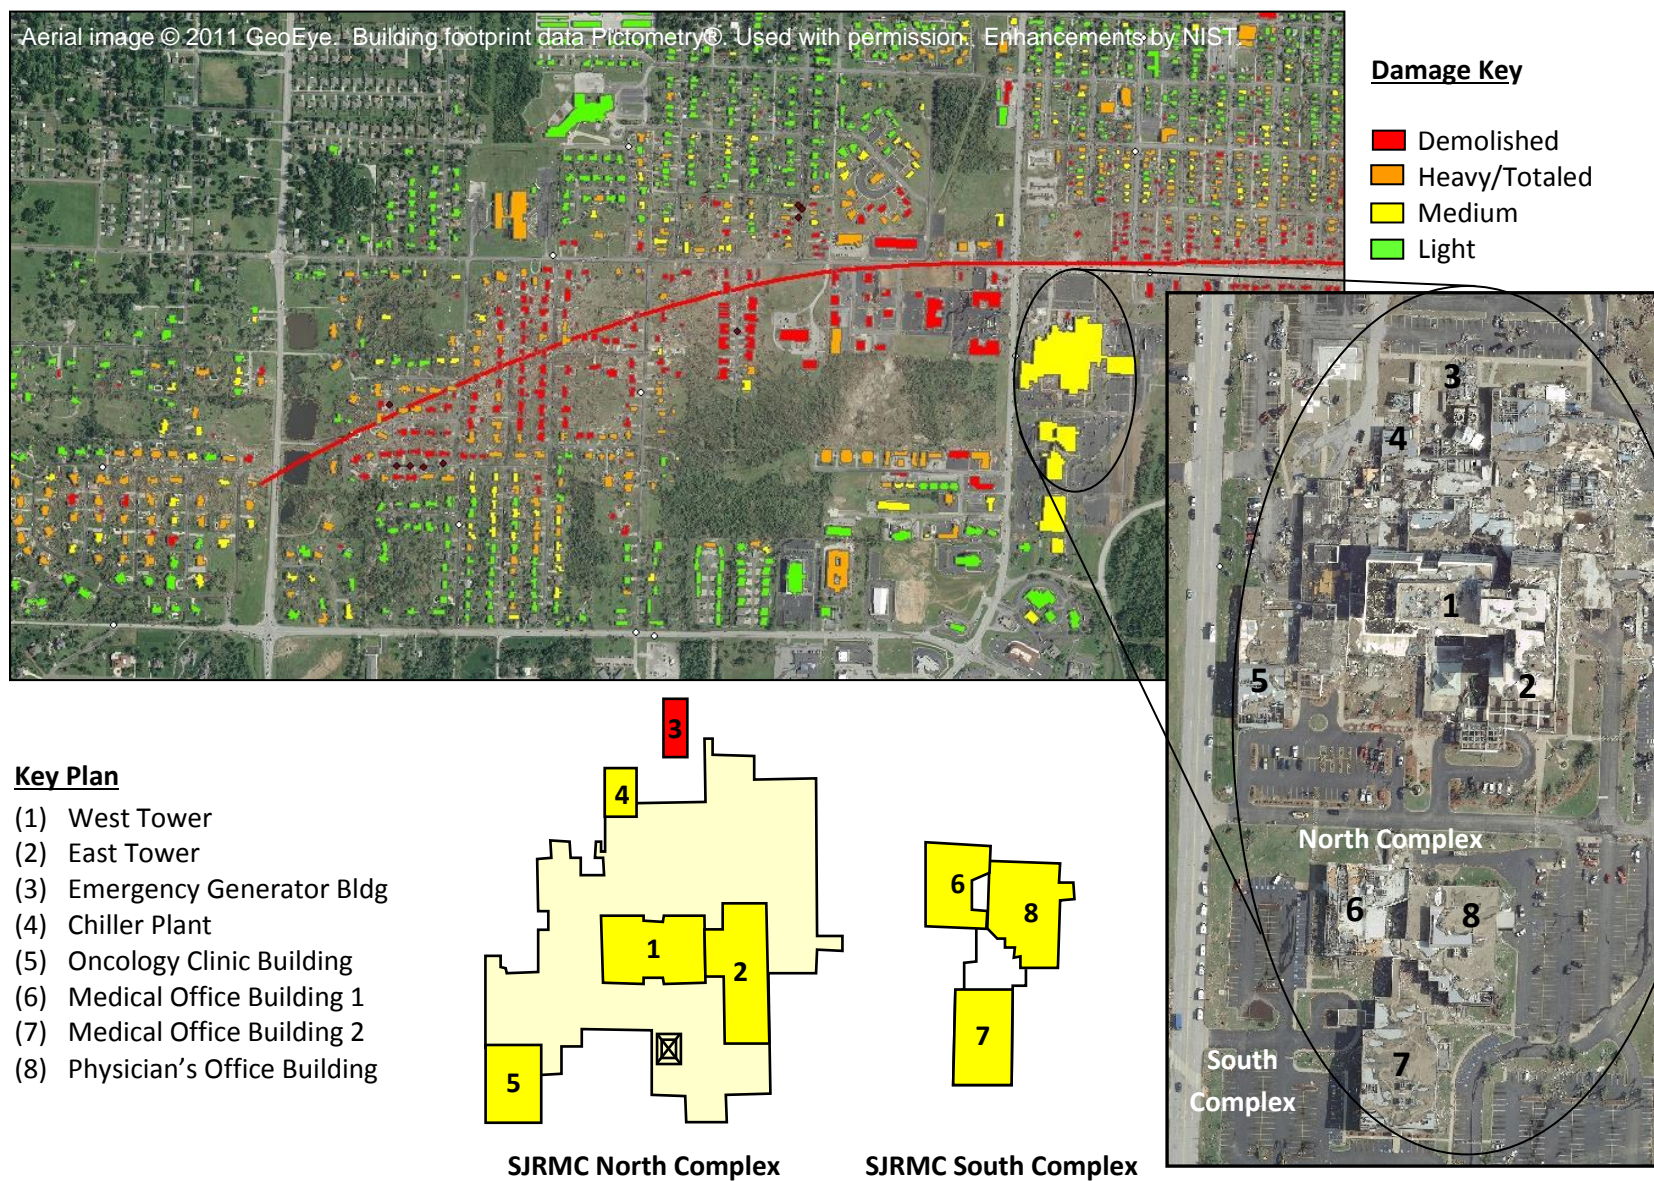 Aerial image © 2011 GeoEye. Building footprint data Pictometry®. Used with permission. Enhancements by NIST.
Damage Key
Demolished
Heavy/Totaled
Medium
Light
3
4
1
5
2
North Complex
6
8
South
7
Complex
Key Plan
(1) West Tower
(2) East Tower
(3) Emergency Generator Bldg
(4) Chiller Plant
(5) Oncology Clinic Building
(6) Medical Office Building 1
(7) Medical Office Building 2
(8) Physician's Office Building
3
4
1
2
5
SJRMC North Complex
6
8
7
SJRMC South Complex